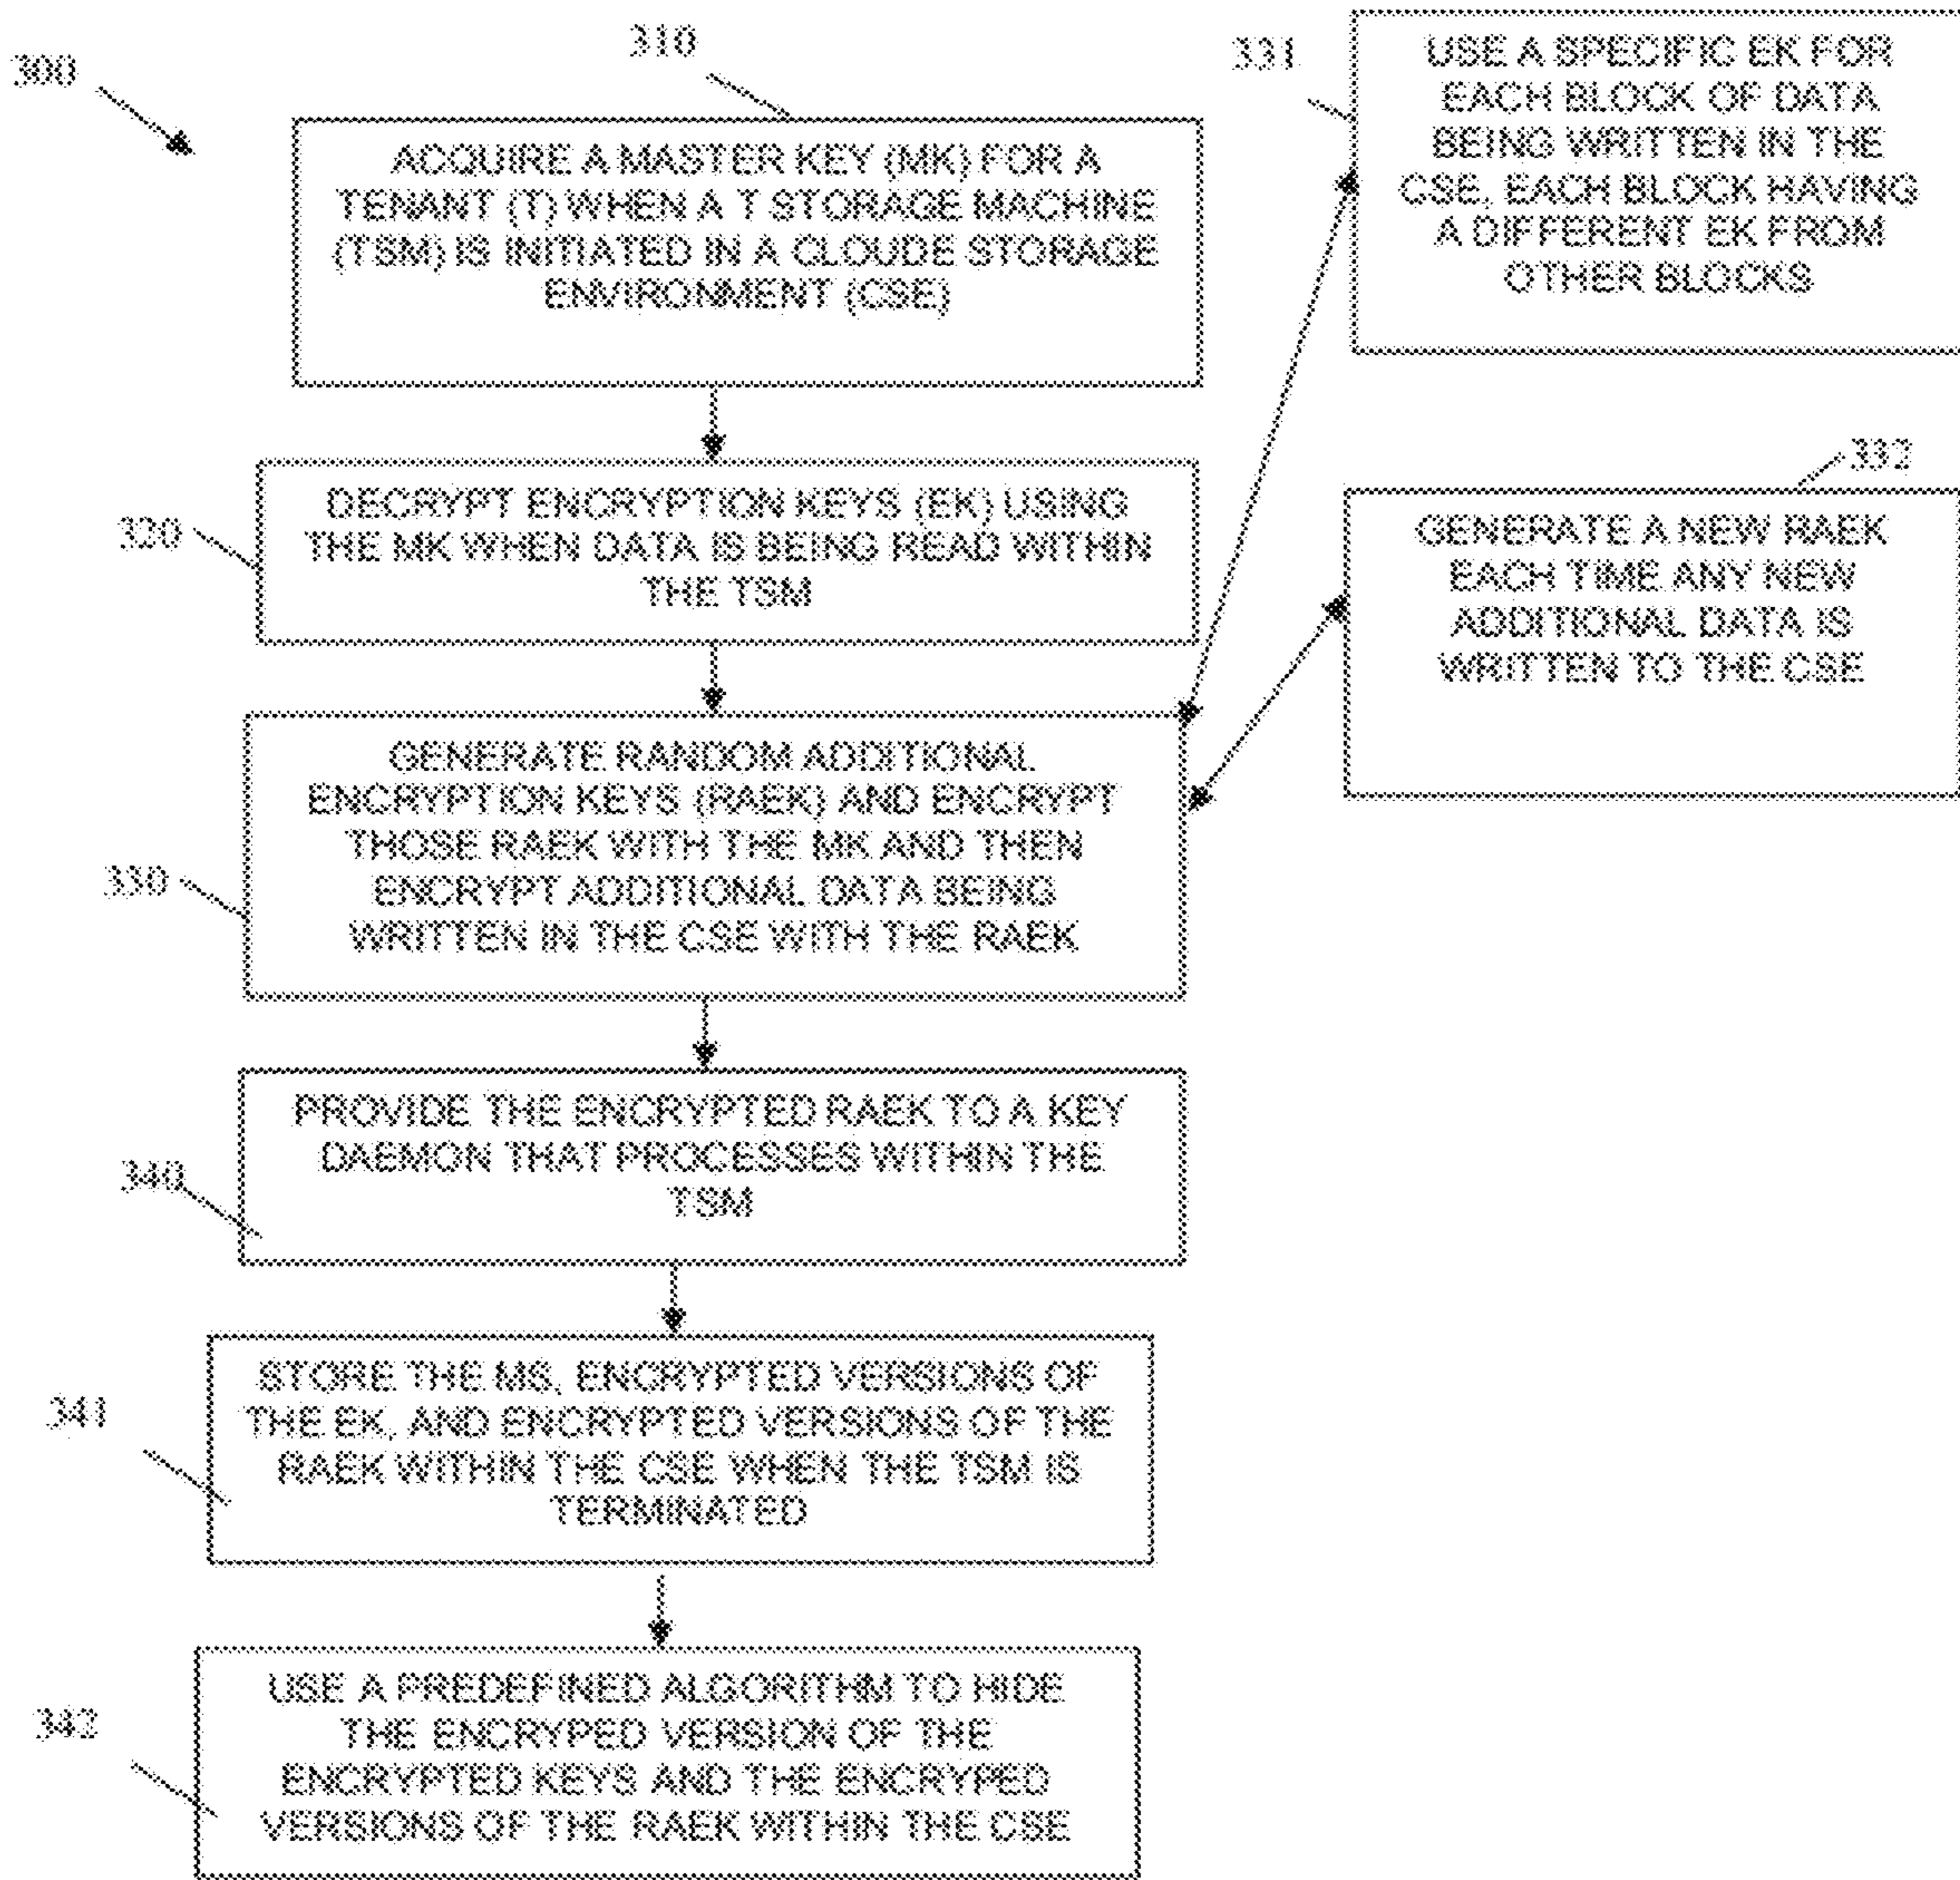 300
310
ACQUIRE A MASTER KEY (MK) FOR A
TENANT (T) WHEN A T STORAGE MACHINE
(TSM) IS INITIATED IN A CLOUDE STORAGE
ENVIRONMENT (CSE)
331
USE A SPECIFIC EK FOR
EACH BLOCK OF DATA
BEING WRITTEN IN THE
CSE, EACH BLOCK HAVING
A DIFFERENT EK FROM
OTHER BLOCKS
320
DECRYPT ENCRYPTION KEYS (EK) USING
THE MK WHEN DATA IS BEING READ WITHIN
THE TSM
332
GENERATE A NEW RAEK
EACH TIME ANY NEW
ADDITIONAL DATA IS
WRITTEN TO THE CSE
330
GENERATE RANDOM ADDITIONAL
ENCRYPTION KEYS (RAEK) AND ENCRYPT
THOSE RAEK WITH THE MK AND THEN
ENCRYPT ADDITIONAL DATA BEING
WRITTEN IN THE CSE WITH THE RAEK
340
PROVIDE THE ENCRYPTED RAEK TO A KEY
DAEMON THAT PROCESSES WITHIN THE
TSM
341
STORE THE MS, ENCRYPTED VERSIONS OF
THE EK, AND ENCRYPTED VERSIONS OF THE
RAEK WITHIN THE CSE WHEN THE TSM IS
TERMINATED
342
USE A PREDEFINED ALGORITHM TO HIDE
THE ENCRYPED VERSION OF THE
ENCRYPTED KEYS AND THE ENCRYPED
VERSIONS OF THE RAEK WITHIN THE CSE